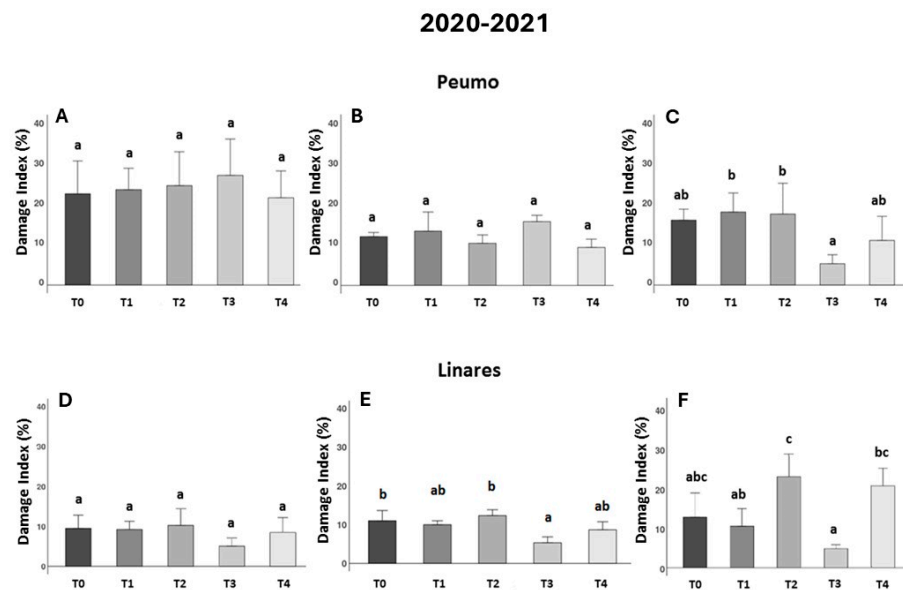 2020-2021
Peumo
A B C
Damage Index (%) Damage Index (%) Damage Index (%)
40 40 40
30 30 30
20 20 20
10 10 10
0 0 0
a a a a a a a a a a ab b b a ab
T0 T1 T2 T3 T4 T0 T1 T2 T3 T4 T0 T1 T2 T3 T4
Linares
D E F
Damage Index (%) Damage Index (%) Damage Index (%)
40 40 40
30 30 30
20 20 20
10 10 10
0 0 0
a a a a a b ab b a ab abc ab c a bc
T0 T1 T2 T3 T4 T0 T1 T2 T3 T4 T0 T1 T2 T3 T4